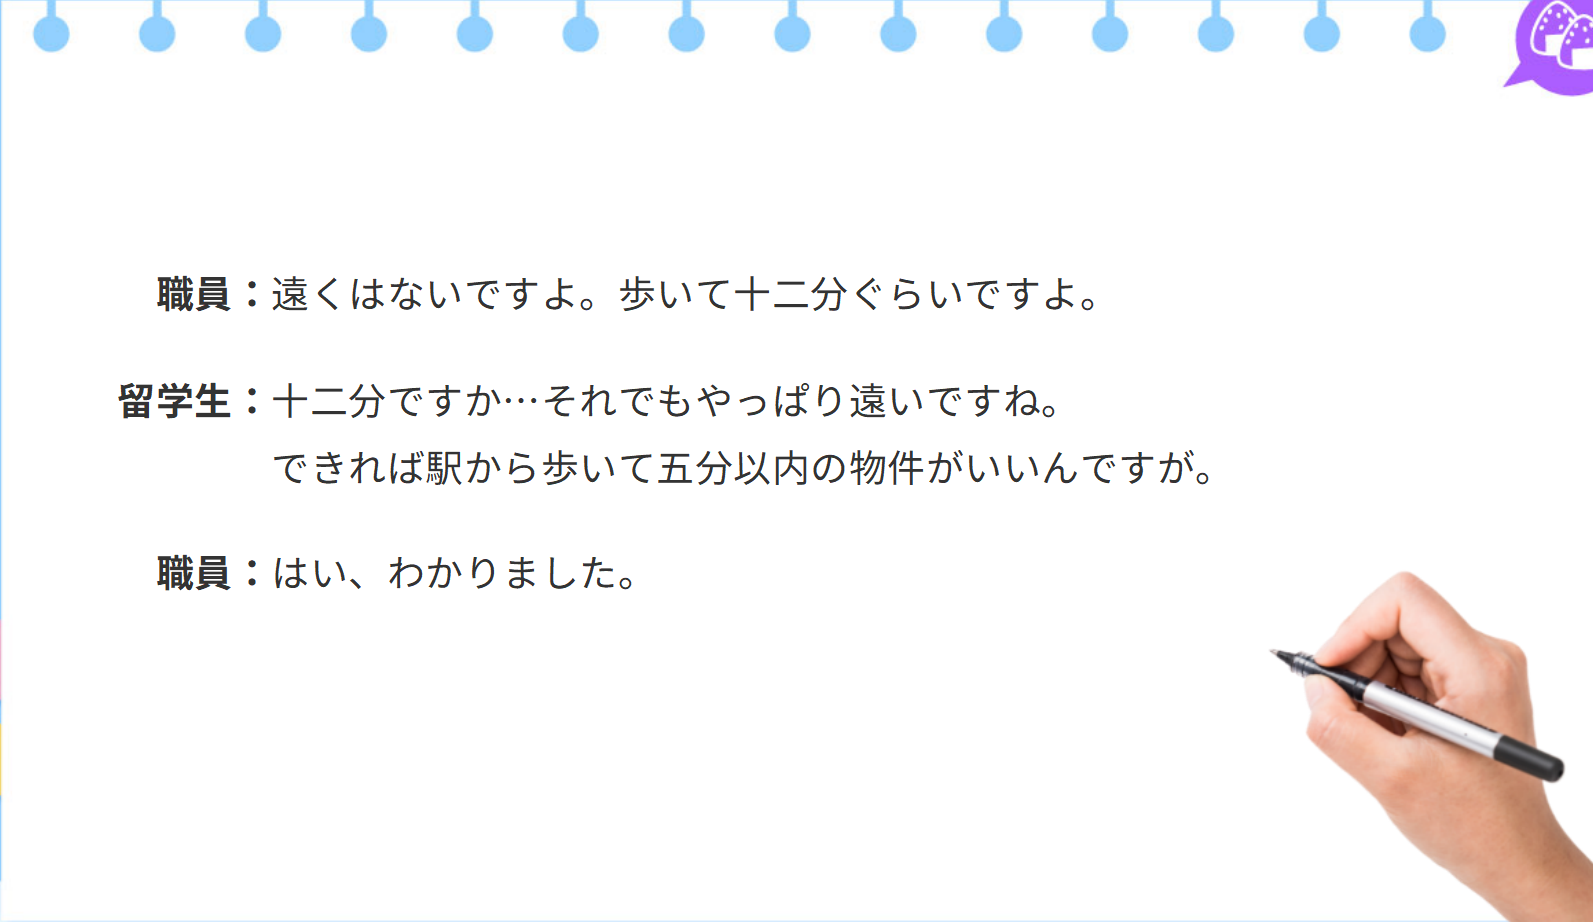 職員：遠くはないですよ。歩いて十二分ぐらいですよ。
留学生：十二分ですか…それでもやっぱり遠いですね。
できれば駅から歩いて五分以内の物件がいいんですが。
職員：はい、わかりました。